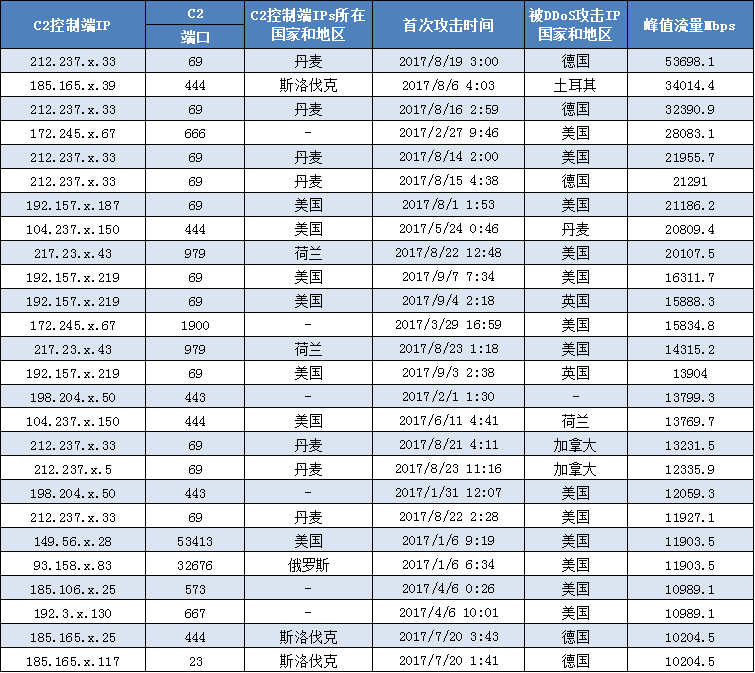 C2控制端IP C2 端口 C2控制端IPs所在国家和地区 首次攻击时间 被DDoS攻击IP国家和地区 峰值流量Mbps
212.237.x.33 69 丹麦 2017/8/19 3:00 德国 53698.1
185.165.x.39 444 斯洛伐克 2017/8/6 4:03 土耳其 34014.4
212.237.x.33 69 丹麦 2017/8/16 2:59 德国 32390.9
172.245.x.67 666 - 2017/2/27 9:46 美国 28083.1
212.237.x.33 69 丹麦 2017/8/14 2:00 美国 21955.7
212.237.x.33 69 丹麦 2017/8/15 4:38 德国 21291
192.157.x.187 69 美国 2017/8/1 1:53 美国 21186.2
104.237.x.150 444 美国 2017/5/24 0:46 丹麦 20809.4
217.23.x.43 979 荷兰 2017/8/22 12:48 美国 20107.5
192.157.x.219 69 美国 2017/9/7 7:34 美国 16311.7
192.157.x.219 69 美国 2017/9/4 2:18 英国 15888.3
172.245.x.67 1900 - 2017/3/29 16:59 美国 15834.8
217.23.x.43 979 荷兰 2017/8/23 1:18 美国 14315.2
192.157.x.219 69 美国 2017/9/3 2:38 英国 13904
198.204.x.50 443 - 2017/2/1 1:30 - 13799.3
104.237.x.150 444 美国 2017/6/11 4:41 荷兰 13769.7
212.237.x.33 69 丹麦 2017/8/21 4:11 加拿大 13231.5
212.237.x.5 69 丹麦 2017/8/23 11:16 加拿大 12335.9
198.204.x.50 443 - 2017/1/31 12:07 美国 12059.3
212.237.x.33 69 丹麦 2017/8/22 2:28 美国 11927.1
149.56.x.28 53413 美国 2017/1/6 9:19 美国 11903.5
93.158.x.83 32676 俄罗斯 2017/1/6 6:34 美国 11903.5
185.106.x.25 573 - 2017/4/6 0:26 美国 10989.1
192.3.x.130 667 - 2017/4/6 10:01 美国 10989.1
185.165.x.25 444 斯洛伐克 2017/7/20 3:43 德国 10204.5
185.165.x.117 23 斯洛伐克 2017/7/20 1:41 德国 10204.5